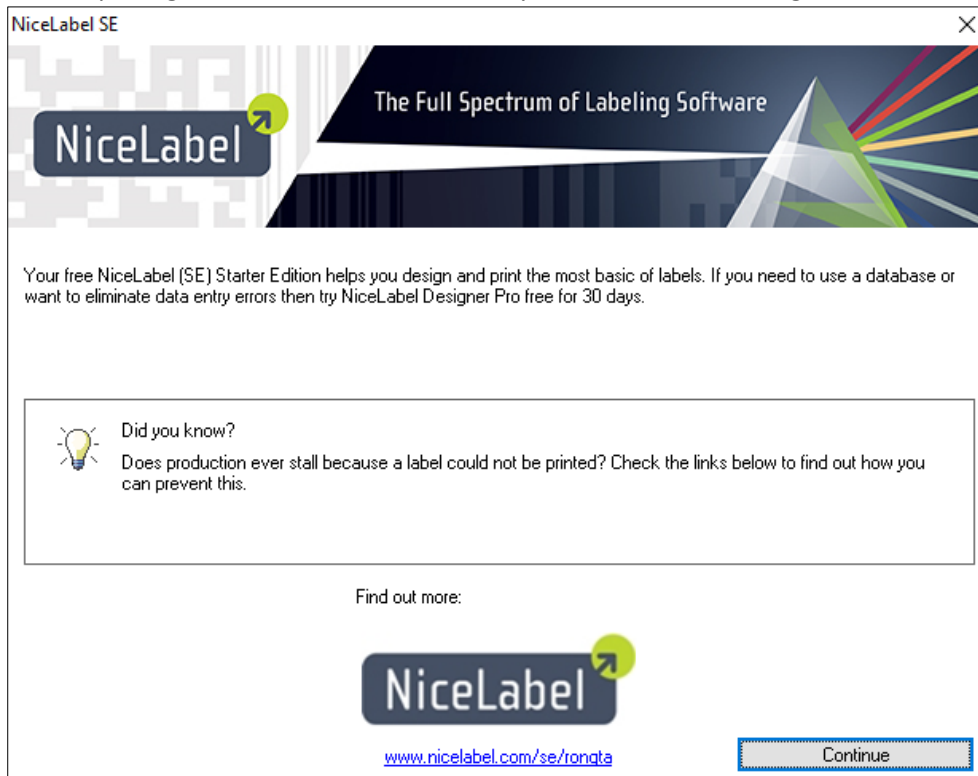 NiceLabel SE
The Full Spectrum of Labeling Software
NiceLabel
Your free NiceLabel (SE) Starter Edition helps you design and print the most basic of labels. If you need to use a database or
want to eliminate data entry errors then try NiceLabel Designer Pro free for 30 days.
Did you know?
Does production ever stall because a label could not be printed? Check the links below to find out how you
can prevent this.
Find out more:
NiceLabel
www.nicelabel.com/se/rongta
Continue